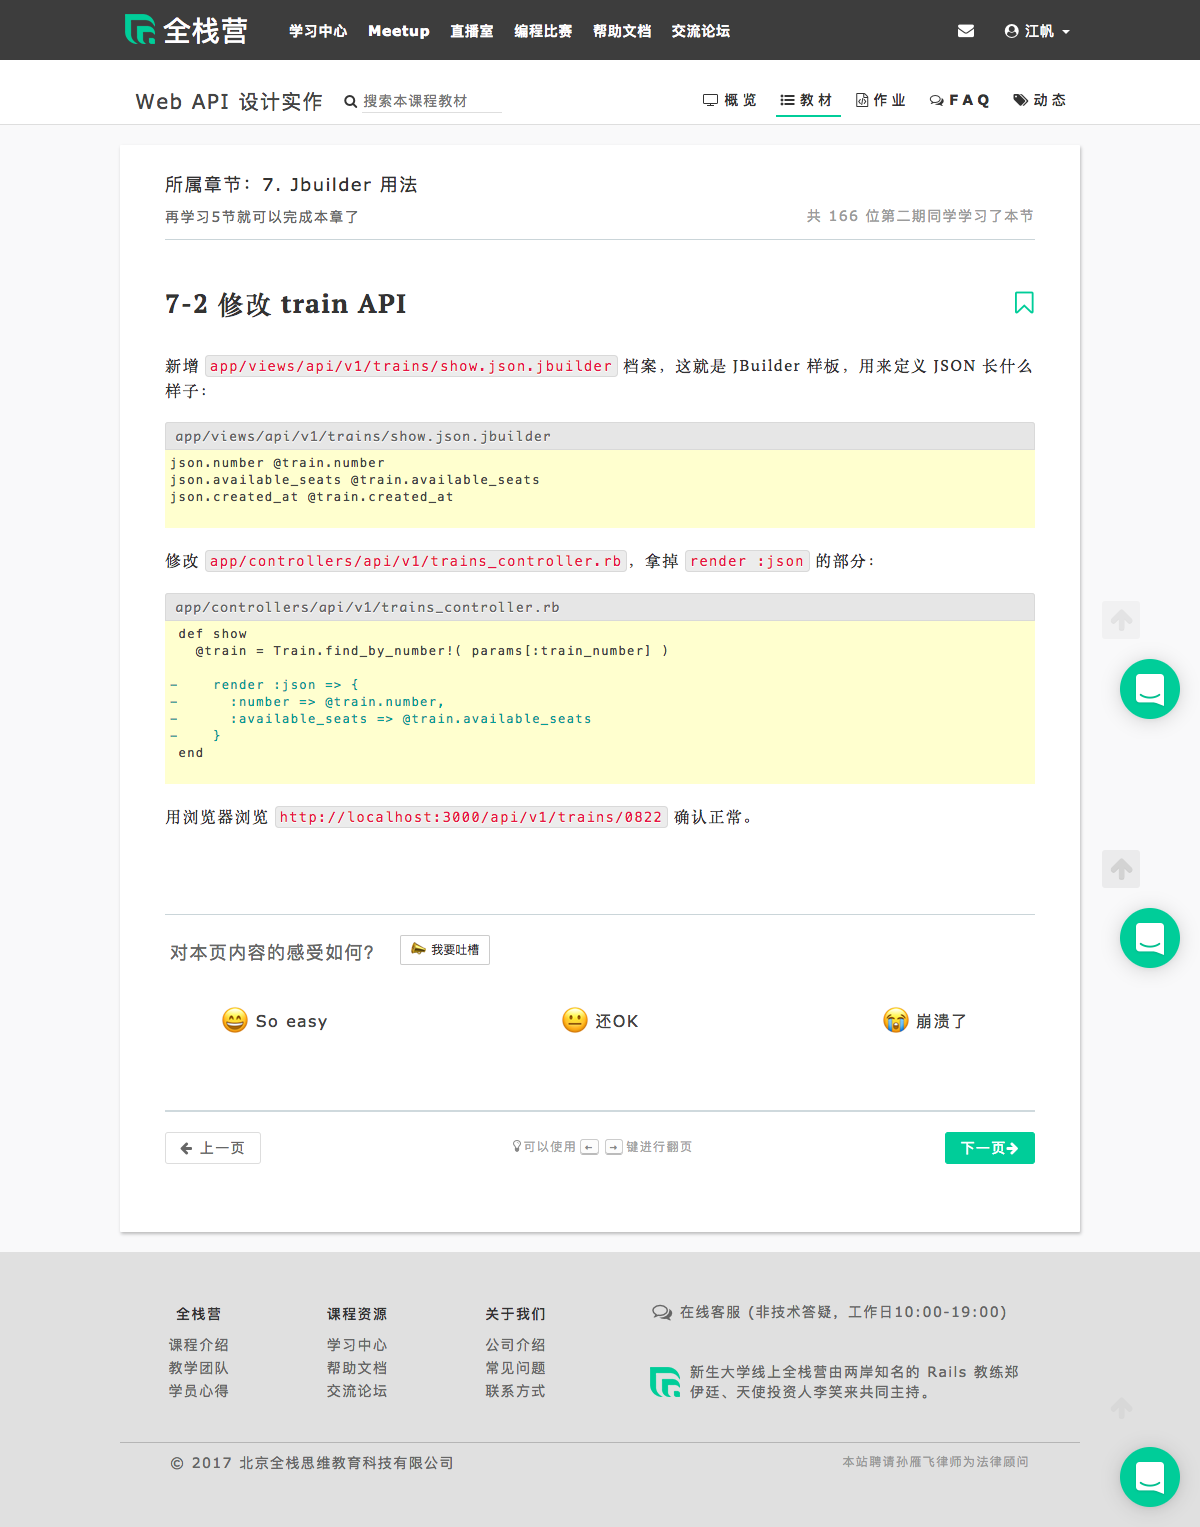 全栈营 学习中心 Meetup 直播室 编程比赛 帮助文档 交流论坛 江帆
Web API 设计实作 搜索本课程教材 概览 教材 作业 FAQ 动态
所属章节：7. Jbuilder 用法
再学习5节就可以完成本章了 共 166 位第二期同学学习了本节
7-2 修改 train API
新增 app/views/api/v1/trains/show.json.jbuilder 档案，这就是 JBuilder 样板，用来定义 JSON 长什么
样子：
app/views/api/v1/trains/show.json.jbuilder
json.number @train.number
json.available_seats @train.available_seats
json.created_at @train.created_at
修改 app/controllers/api/v1/trains_controller.rb，拿掉 render :json 的部分：
app/controllers/api/v1/trains_controller.rb
def show
@train = Train.find_by_number!( params[:train_number] )
-    render :json => {
-      :number => @train.number,
-      :available_seats => @train.available_seats
-    }
end
用浏览器浏览 http://localhost:3000/api/v1/trains/0822 确认正常。
对本页内容的感受如何? 我要吐槽
So easy 还OK 崩溃了
← 上一页 可以使用 ← → 键进行翻页 下一页→
全栈营 课程资源 关于我们 在线客服 (非技术答疑，工作日10:00-19:00)
课程介绍 学习中心 公司介绍
教学团队 帮助文档 常见问题 新生大学线上全栈营由两岸知名的 Rails 教练郑
学员心得 交流论坛 联系方式 伊廷、天使投资人李笑来共同主持。
© 2017 北京全栈思维教育科技有限公司 本站聘请孙雁飞律师为法律顾问